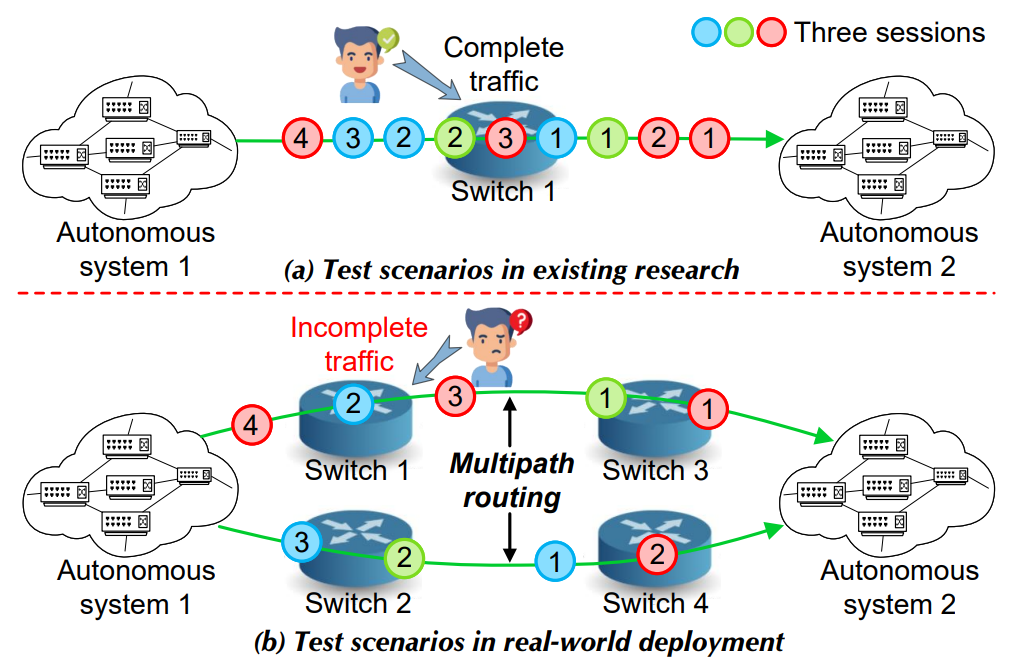 Three sessions
Complete
traffic
4 3 2 2 3 1 1 2 1
Switch 1
Autonomous
system 1
Autonomous
system 2
(a) Test scenarios in existing research
Incomplete
traffic
?
4 2 3 1 1
Switch 1
Switch 3
Multipath
routing
3 2 1 2
Switch 2
Switch 4
Autonomous
system 1
Autonomous
system 2
(b) Test scenarios in real-world deployment